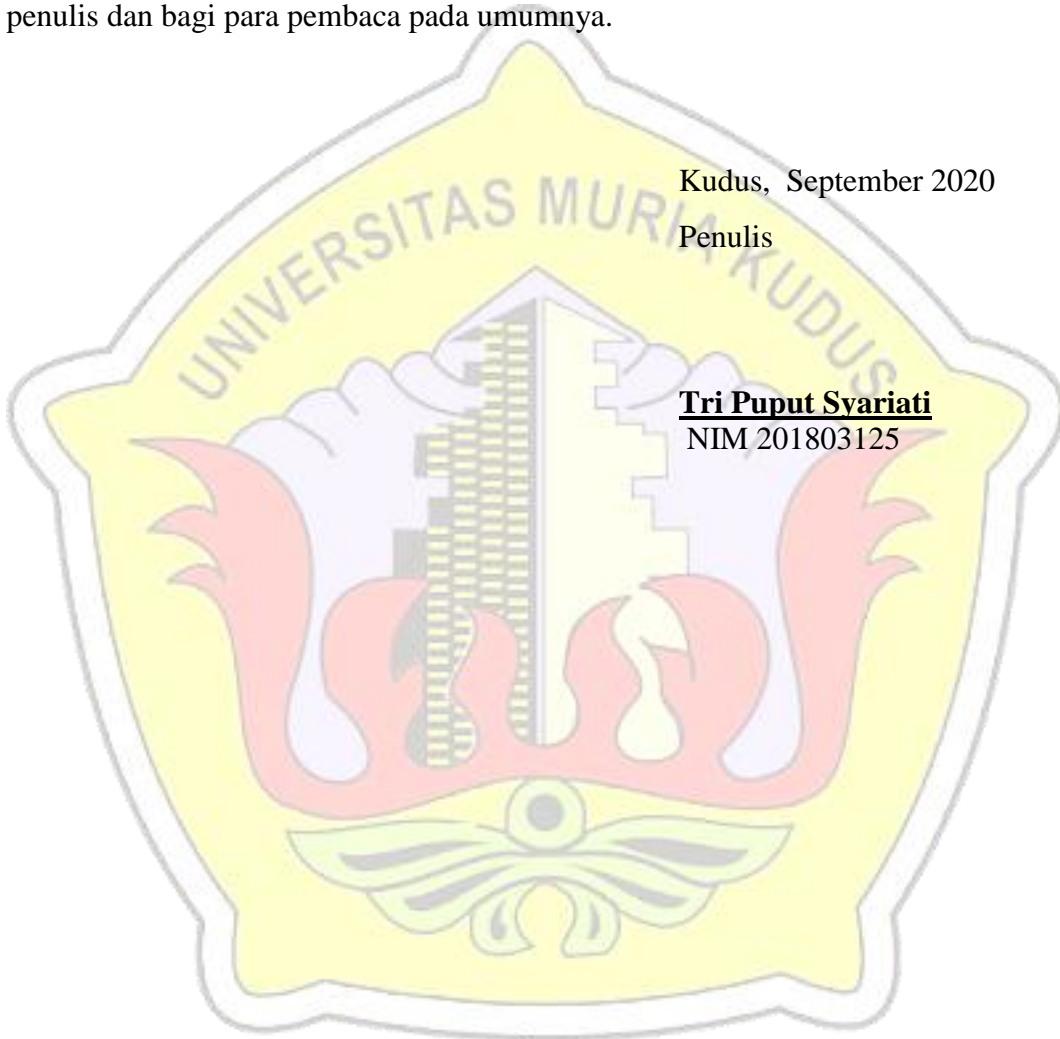 penulis dan bagi para pembaca pada umumnya.
Kudus, September 2020
Penulis
Tri Puput Syariati
NIM 201803125
UNIVERSITAS MURIA KUDUS